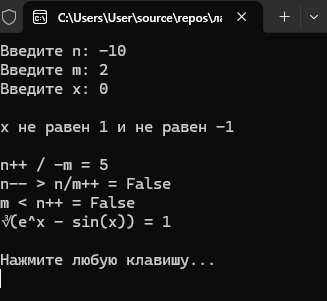 C:\Users\User\source\repos\ла
Введите n: -10
Введите m: 2
Введите x: 0
x не равен 1 и не равен -1
n++ / -m = 5
n-- > n/m++ = False
m < n++ = False
∛(e^x - sin(x)) = 1
Нажмите любую клавишу...